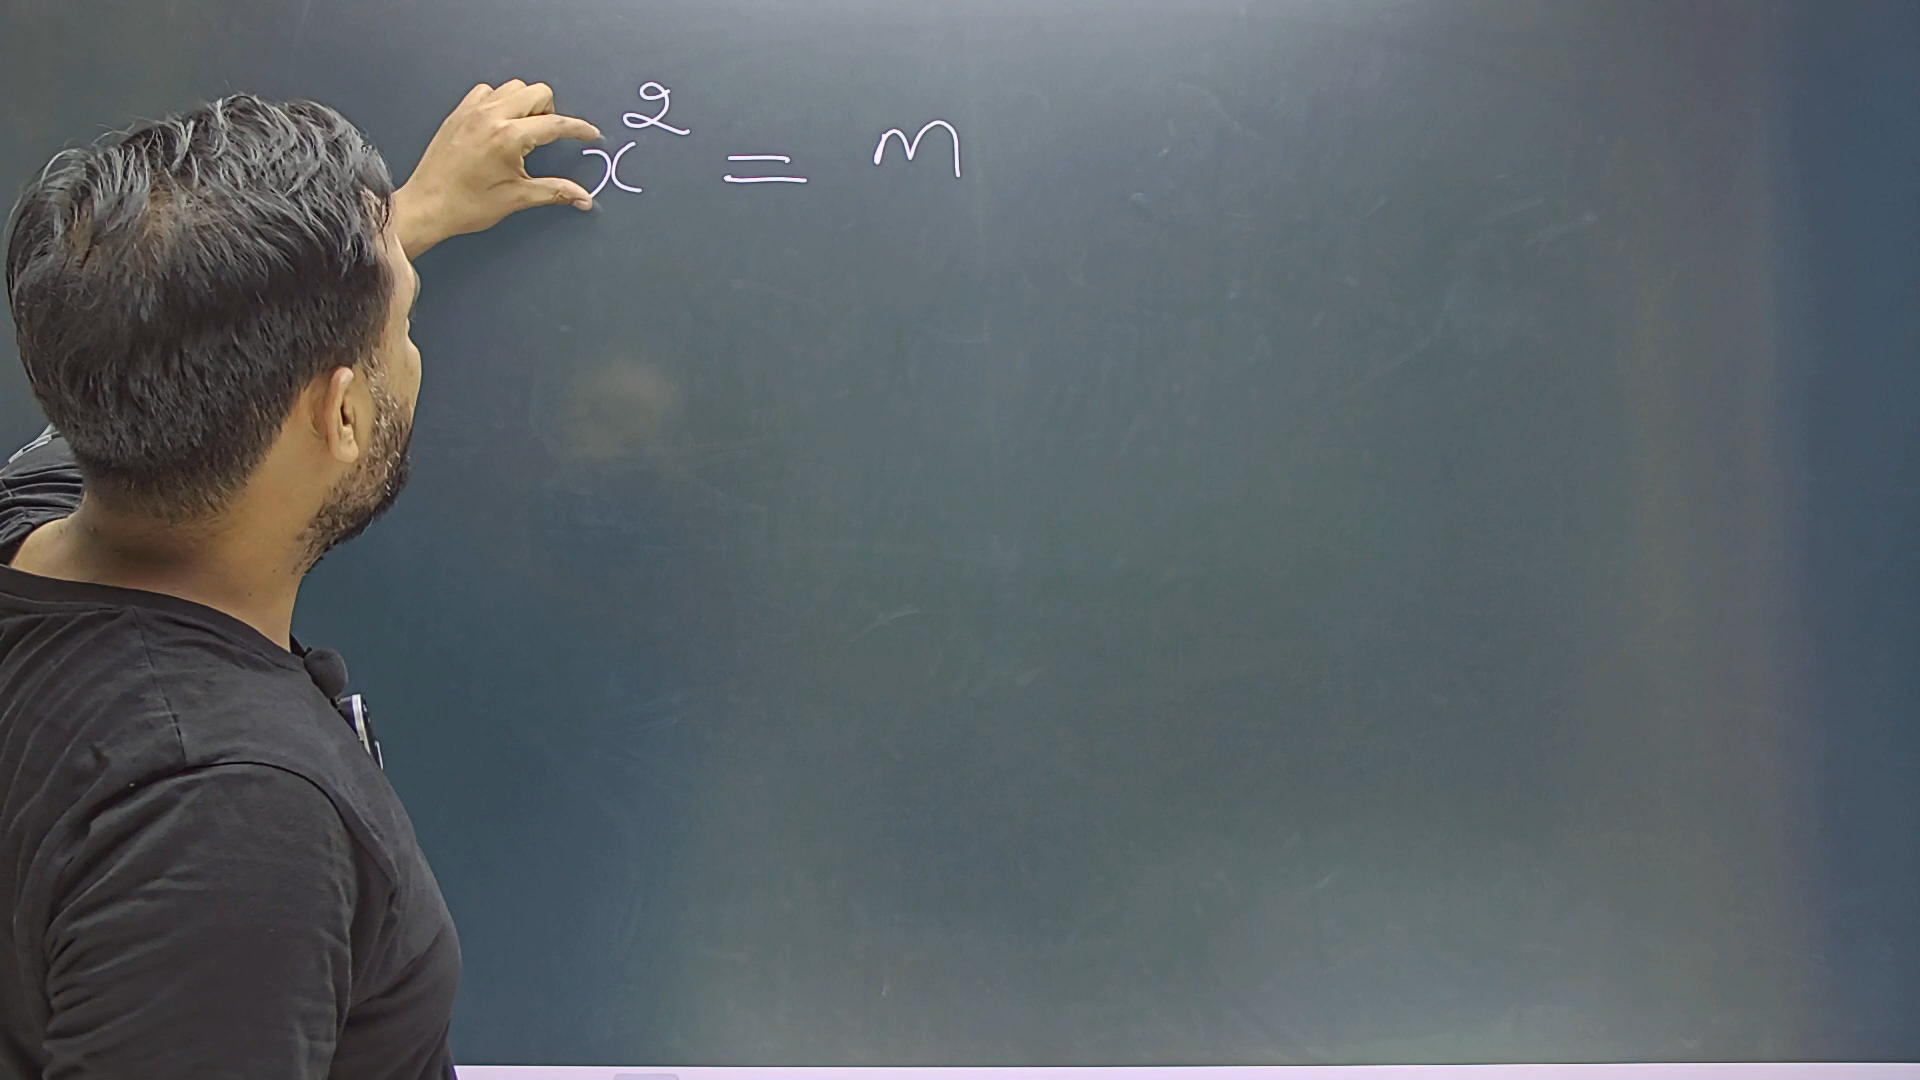 x² = m